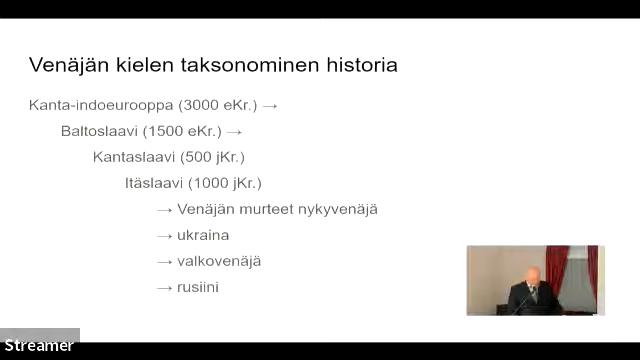 Venäjän kielen taksonominen historia
Kanta-indoeurooppa (3000 eKr.) →
Baltoslaavi (1500 eKr.) →
Kantaslaavi (500 jKr.)
Itäslaavi (1000 jKr.)
→ Venäjän murteet nykyvenäjä
→ ukraina
→ valkovenäjä
→ rusiini
Streamer